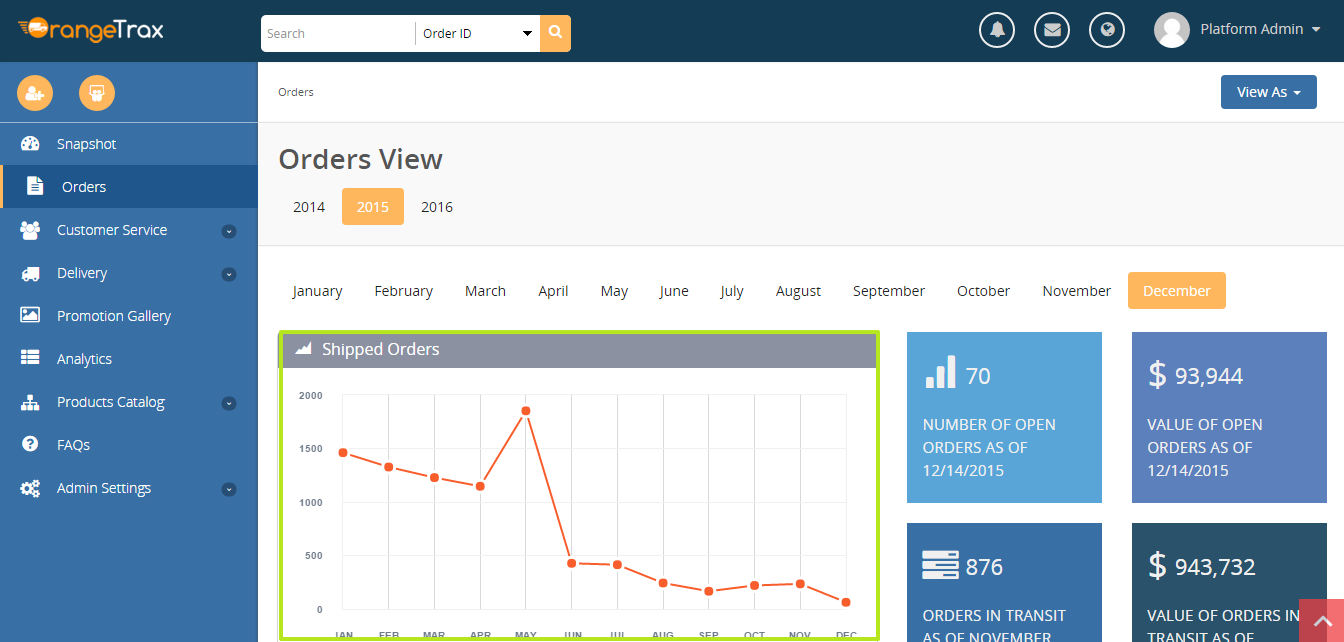 OrangeTrax
Search
Order ID
Platform Admin
Orders
View As
Snapshot
Orders
Customer Service
Delivery
Promotion Gallery
Analytics
Products Catalog
FAQs
Admin Settings
Orders View
2014 2015 2016
January February March April May June July August September October November December
Shipped Orders
2000
1500
1000
500
0
JAN FEB MAR APR MAY JUN JUL AUG SEP OCT NOV DEC
70
NUMBER OF OPEN
ORDERS AS OF
12/14/2015
$ 93,944
VALUE OF OPEN
ORDERS AS OF
12/14/2015
876
ORDERS IN TRANSIT
AS OF NOVEMBER
$ 943,732
VALUE OF ORDERS IN
TRANSIT AS OF